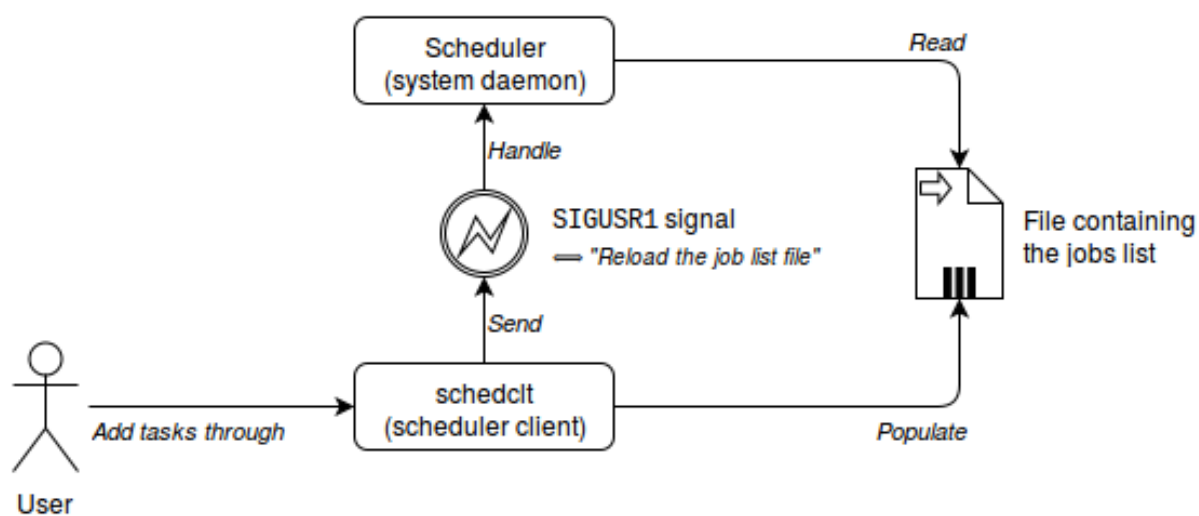 Scheduler
(system daemon)
Read
Handle
SIGUSR1 signal
"Reload the job list file"
File containing
the jobs list
Send
schedclt
(scheduler client)
Add tasks through
Populate
User